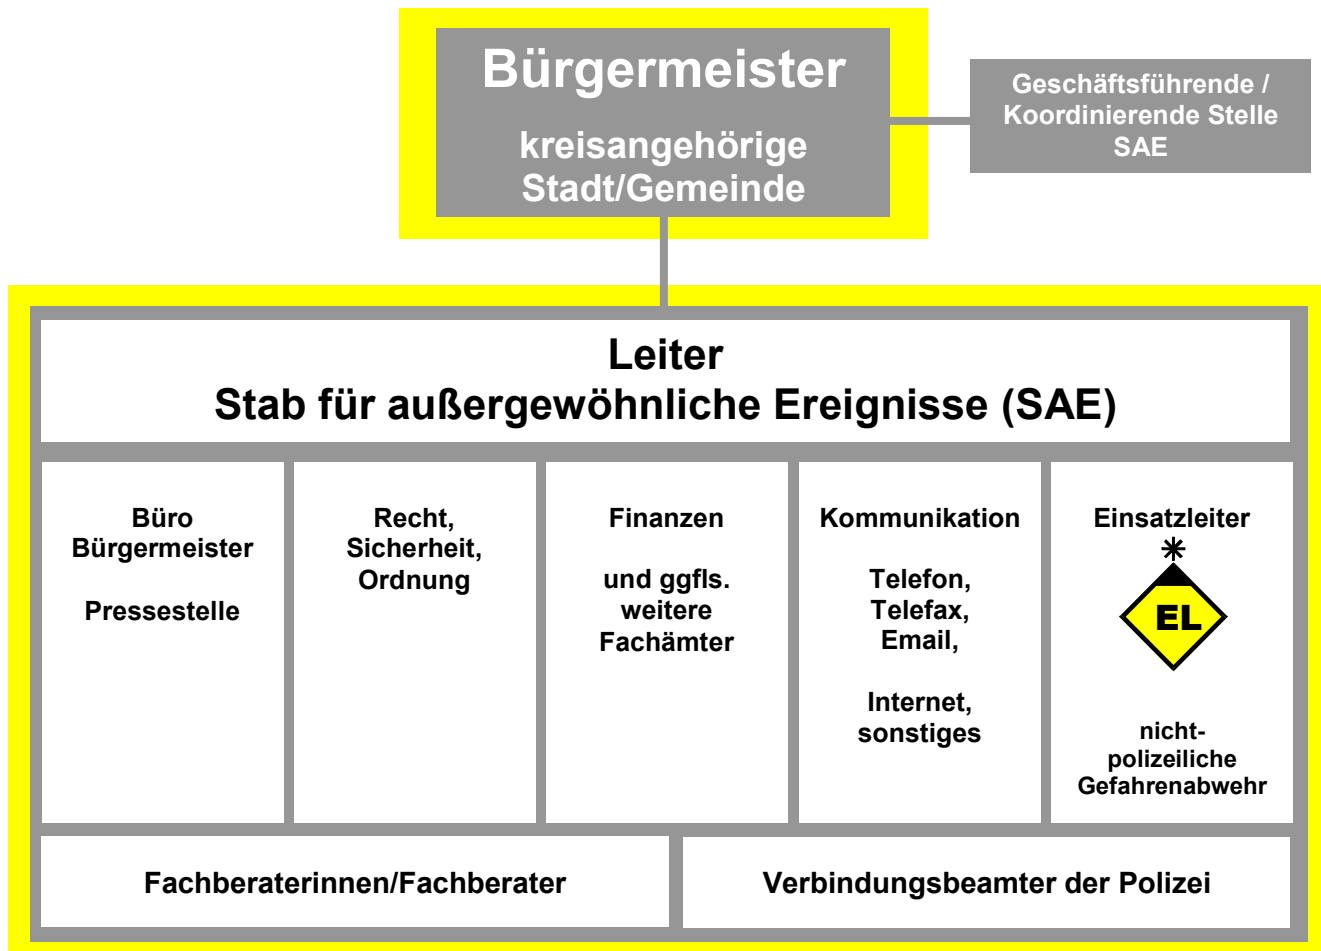 Bürgermeister
kreisangehörige
Stadt/Gemeinde
Geschäftsführende /
Koordinierende Stelle
SAE
Leiter
Stab für außergewöhnliche Ereignisse (SAE)
Büro
Bürgermeister
Pressestelle
Recht,
Sicherheit,
Ordnung
Finanzen
und ggfls.
weitere
Fachämter
Kommunikation
Telefon,
Telefax,
Email,
Internet,
sonstiges
Einsatzleiter
EL
nicht-
polizeiliche
Gefahrenabwehr
Fachberaterinnen/Fachberater
Verbindungsbeamter der Polizei